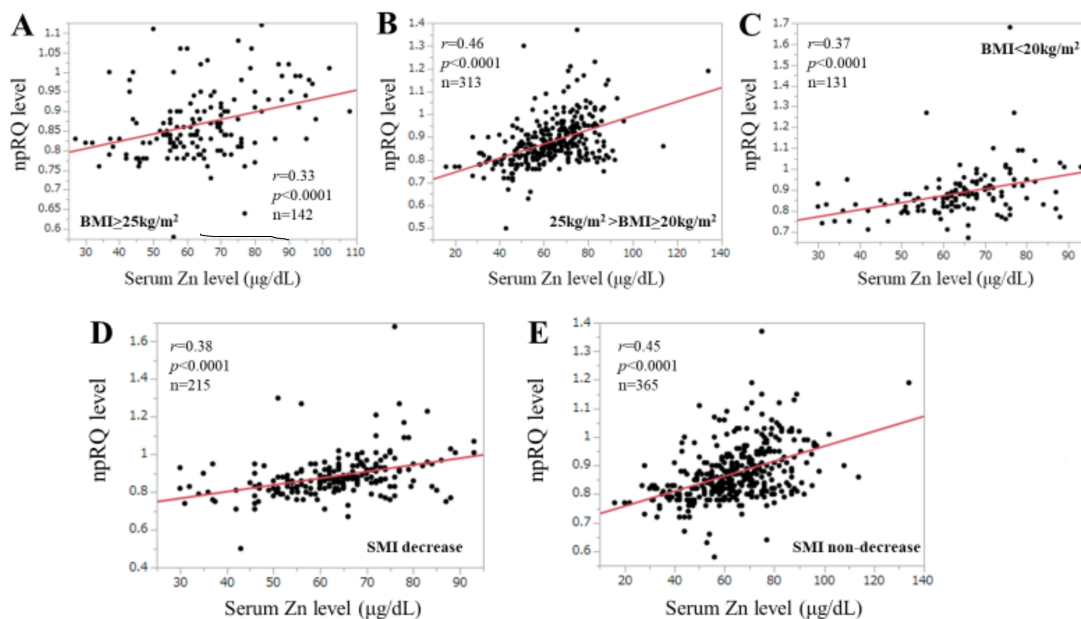 A
npRQ level
1.1
1.05
1
0.95
0.9
0.85
0.8
0.75
0.7
0.65
0.6
r=0.33
p<0.0001
n=142
BMI≥25kg/m²
30 40 50 60 70 80 90 100 110
Serum Zn level (μg/dL)
B
npRQ level
1.4
1.3
1.2
1.1
1
0.9
0.8
0.7
0.6
0.5
r=0.46
p<0.0001
n=313
25kg/m²>BMI≥20kg/m²
20 40 60 80 100 120 140
Serum Zn level (μg/dL)
C
npRQ level
1.7
1.6
1.5
1.4
1.3
1.2
1.1
1
0.9
0.8
0.7
r=0.37
p<0.0001
n=131
BMI<20kg/m²
30 40 50 60 70 80 90
Serum Zn level (μg/dL)
D
npRQ level
1.6
1.4
1.2
1
0.8
0.6
0.4
r=0.38
p<0.0001
n=215
SMI decrease
30 40 50 60 70 80 90
Serum Zn level (μg/dL)
E
npRQ level
1.4
1.3
1.2
1.1
1
0.9
0.8
0.7
0.6
r=0.45
p<0.0001
n=365
SMI non-decrease
20 40 60 80 100 120 140
Serum Zn level (μg/dL)